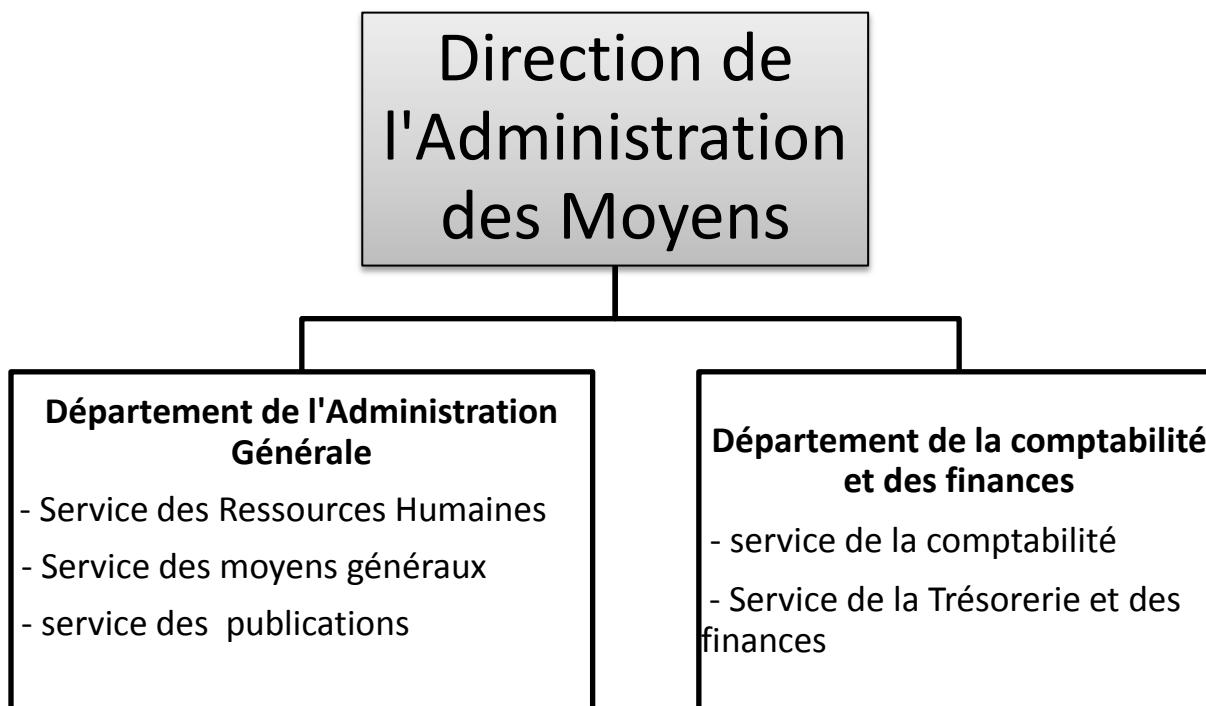 Direction de
l'Administration
des Moyens
Département de l'Administration
Générale
- Service des Ressources Humaines
- Service des moyens généraux
- service des  publications
Département de la comptabilité
et des finances
- service de la comptabilité
- Service de la Trésorerie et des
finances